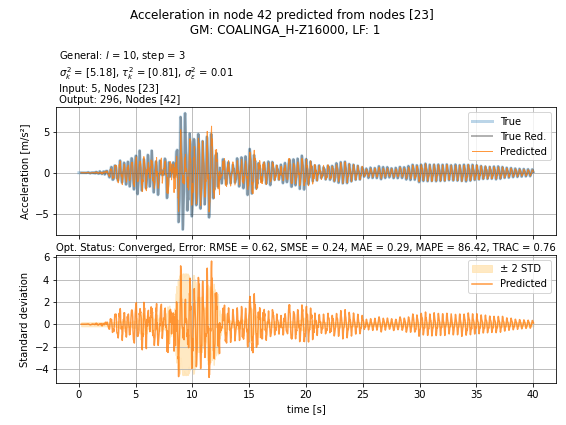 Acceleration in node 42 predicted from nodes [23]
GM: COALINGA_H-Z16000, LF: 1
General: l = 10, step = 3
σ²ₖ = [5.18], τ²ₖ = [0.81], σ²ₑ = 0.01
Input: 5, Nodes [23]
Output: 296, Nodes [42]
True
True Red.
Predicted
Acceleration [m/s²]
5
0
−5
Opt. Status: Converged, Error: RMSE = 0.62, SMSE = 0.24, MAE = 0.29, MAPE = 86.42, TRAC = 0.76
± 2 STD
Predicted
Standard deviation
6
4
2
0
−2
−4
0 5 10 15 20 25 30 35 40
time [s]